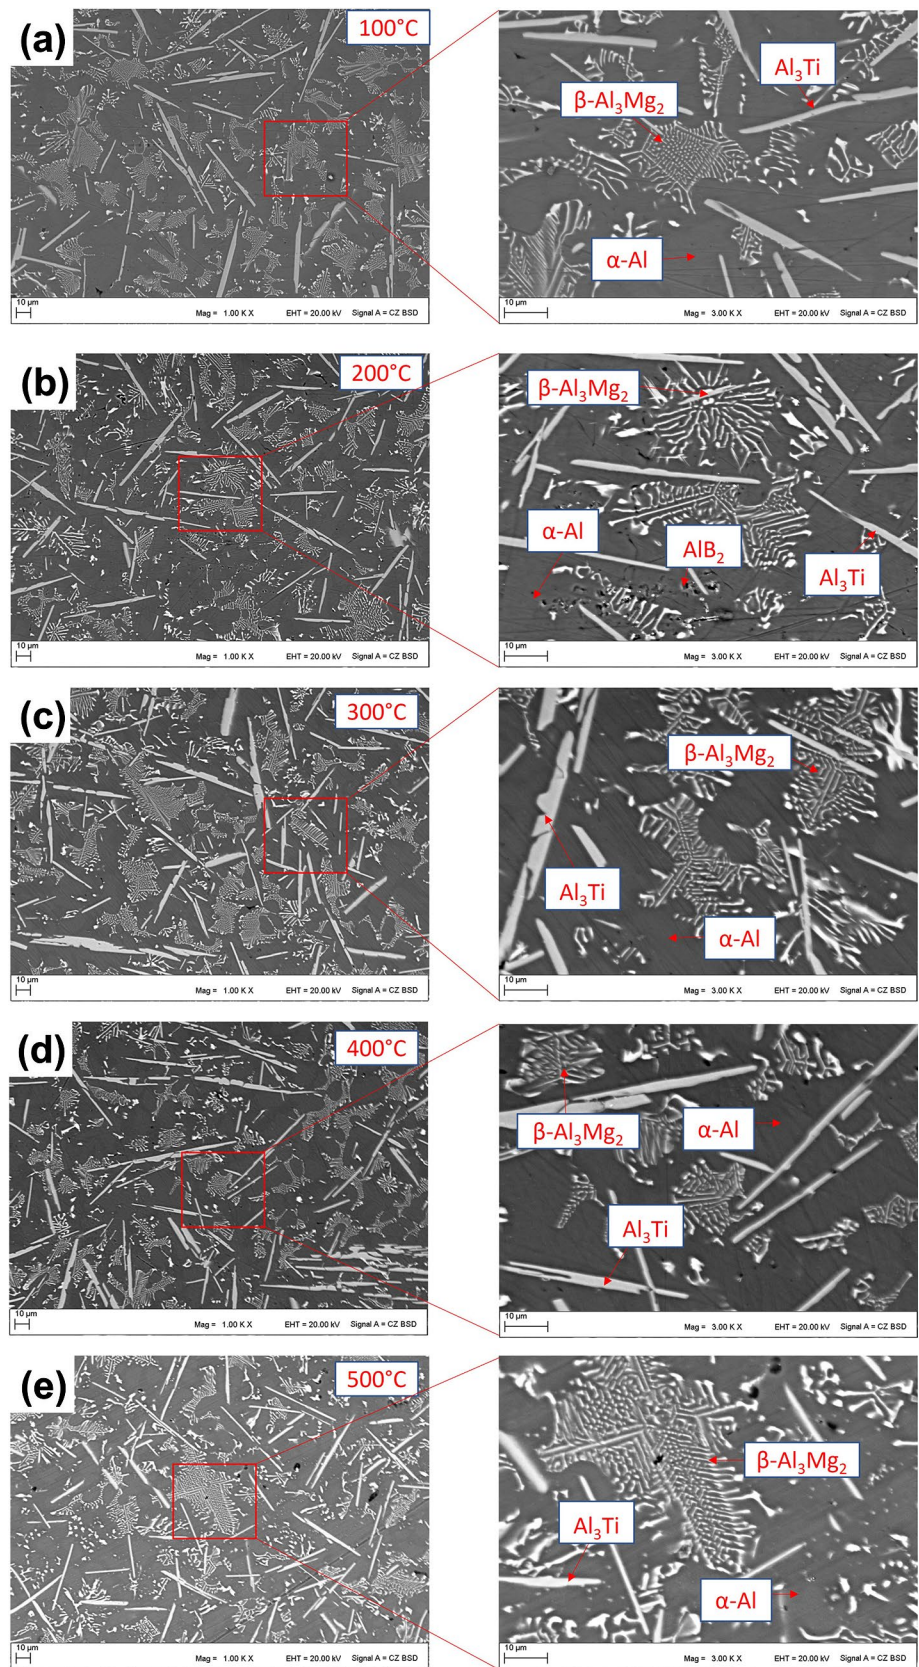 (a)
100°C
Al₃Ti
β-Al₃Mg₂
α-Al
10 µm
Mag = 1.00 K X EHT = 20.00 kV Signal A = CZ BSD
10 µm
Mag = 3.00 K X EHT = 20.00 kV Signal A = CZ BSD
(b)
200°C
β-Al₃Mg₂
α-Al
AlB₂
Al₃Ti
10 µm
Mag = 1.00 K X EHT = 20.00 kV Signal A = CZ BSD
10 µm
Mag = 3.00 K X EHT = 20.00 kV Signal A = CZ BSD
(c)
300°C
β-Al₃Mg₂
Al₃Ti
α-Al
10 µm
Mag = 1.00 K X EHT = 20.00 kV Signal A = CZ BSD
10 µm
Mag = 3.00 K X EHT = 20.00 kV Signal A = CZ BSD
(d)
400°C
β-Al₃Mg₂
α-Al
Al₃Ti
10 µm
Mag = 1.00 K X EHT = 20.00 kV Signal A = CZ BSD
10 µm
Mag = 3.00 K X EHT = 20.00 kV Signal A = CZ BSD
(e)
500°C
β-Al₃Mg₂
Al₃Ti
α-Al
10 µm
Mag = 1.00 K X EHT = 20.00 kV Signal A = CZ BSD
10 µm
Mag = 3.00 K X EHT = 20.00 kV Signal A = CZ BSD